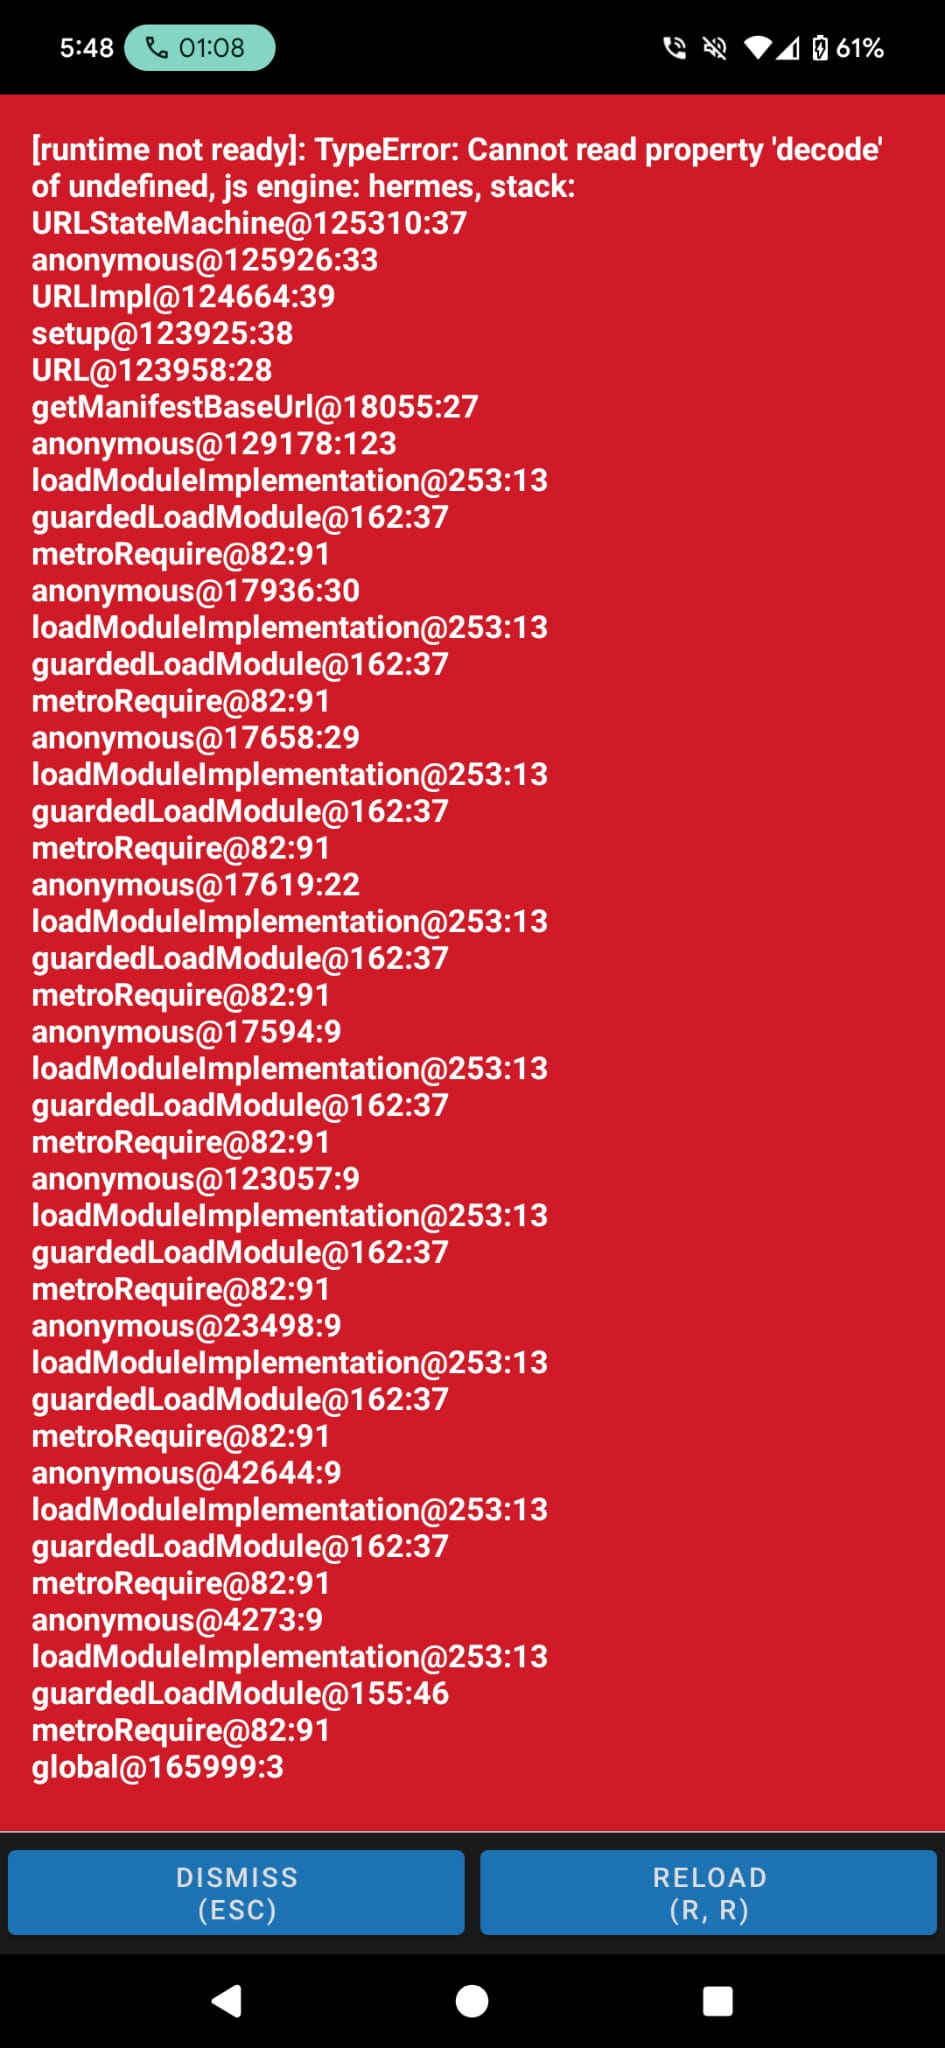 5:48 01:08 61%
[runtime not ready]: TypeError: Cannot read property 'decode'
of undefined, js engine: hermes, stack:
URLStateMachine@125310:37
anonymous@125926:33
URLImpl@124664:39
setup@123925:38
URL@123958:28
getManifestBaseUrl@18055:27
anonymous@129178:123
loadModuleImplementation@253:13
guardedLoadModule@162:37
metroRequire@82:91
anonymous@17936:30
loadModuleImplementation@253:13
guardedLoadModule@162:37
metroRequire@82:91
anonymous@17658:29
loadModuleImplementation@253:13
guardedLoadModule@162:37
metroRequire@82:91
anonymous@17619:22
loadModuleImplementation@253:13
guardedLoadModule@162:37
metroRequire@82:91
anonymous@17594:9
loadModuleImplementation@253:13
guardedLoadModule@162:37
metroRequire@82:91
anonymous@123057:9
loadModuleImplementation@253:13
guardedLoadModule@162:37
metroRequire@82:91
anonymous@23498:9
loadModuleImplementation@253:13
guardedLoadModule@162:37
metroRequire@82:91
anonymous@42644:9
loadModuleImplementation@253:13
guardedLoadModule@162:37
metroRequire@82:91
anonymous@4273:9
loadModuleImplementation@253:13
guardedLoadModule@155:46
metroRequire@82:91
global@165999:3
DISMISS
(ESC)
RELOAD
(R, R)